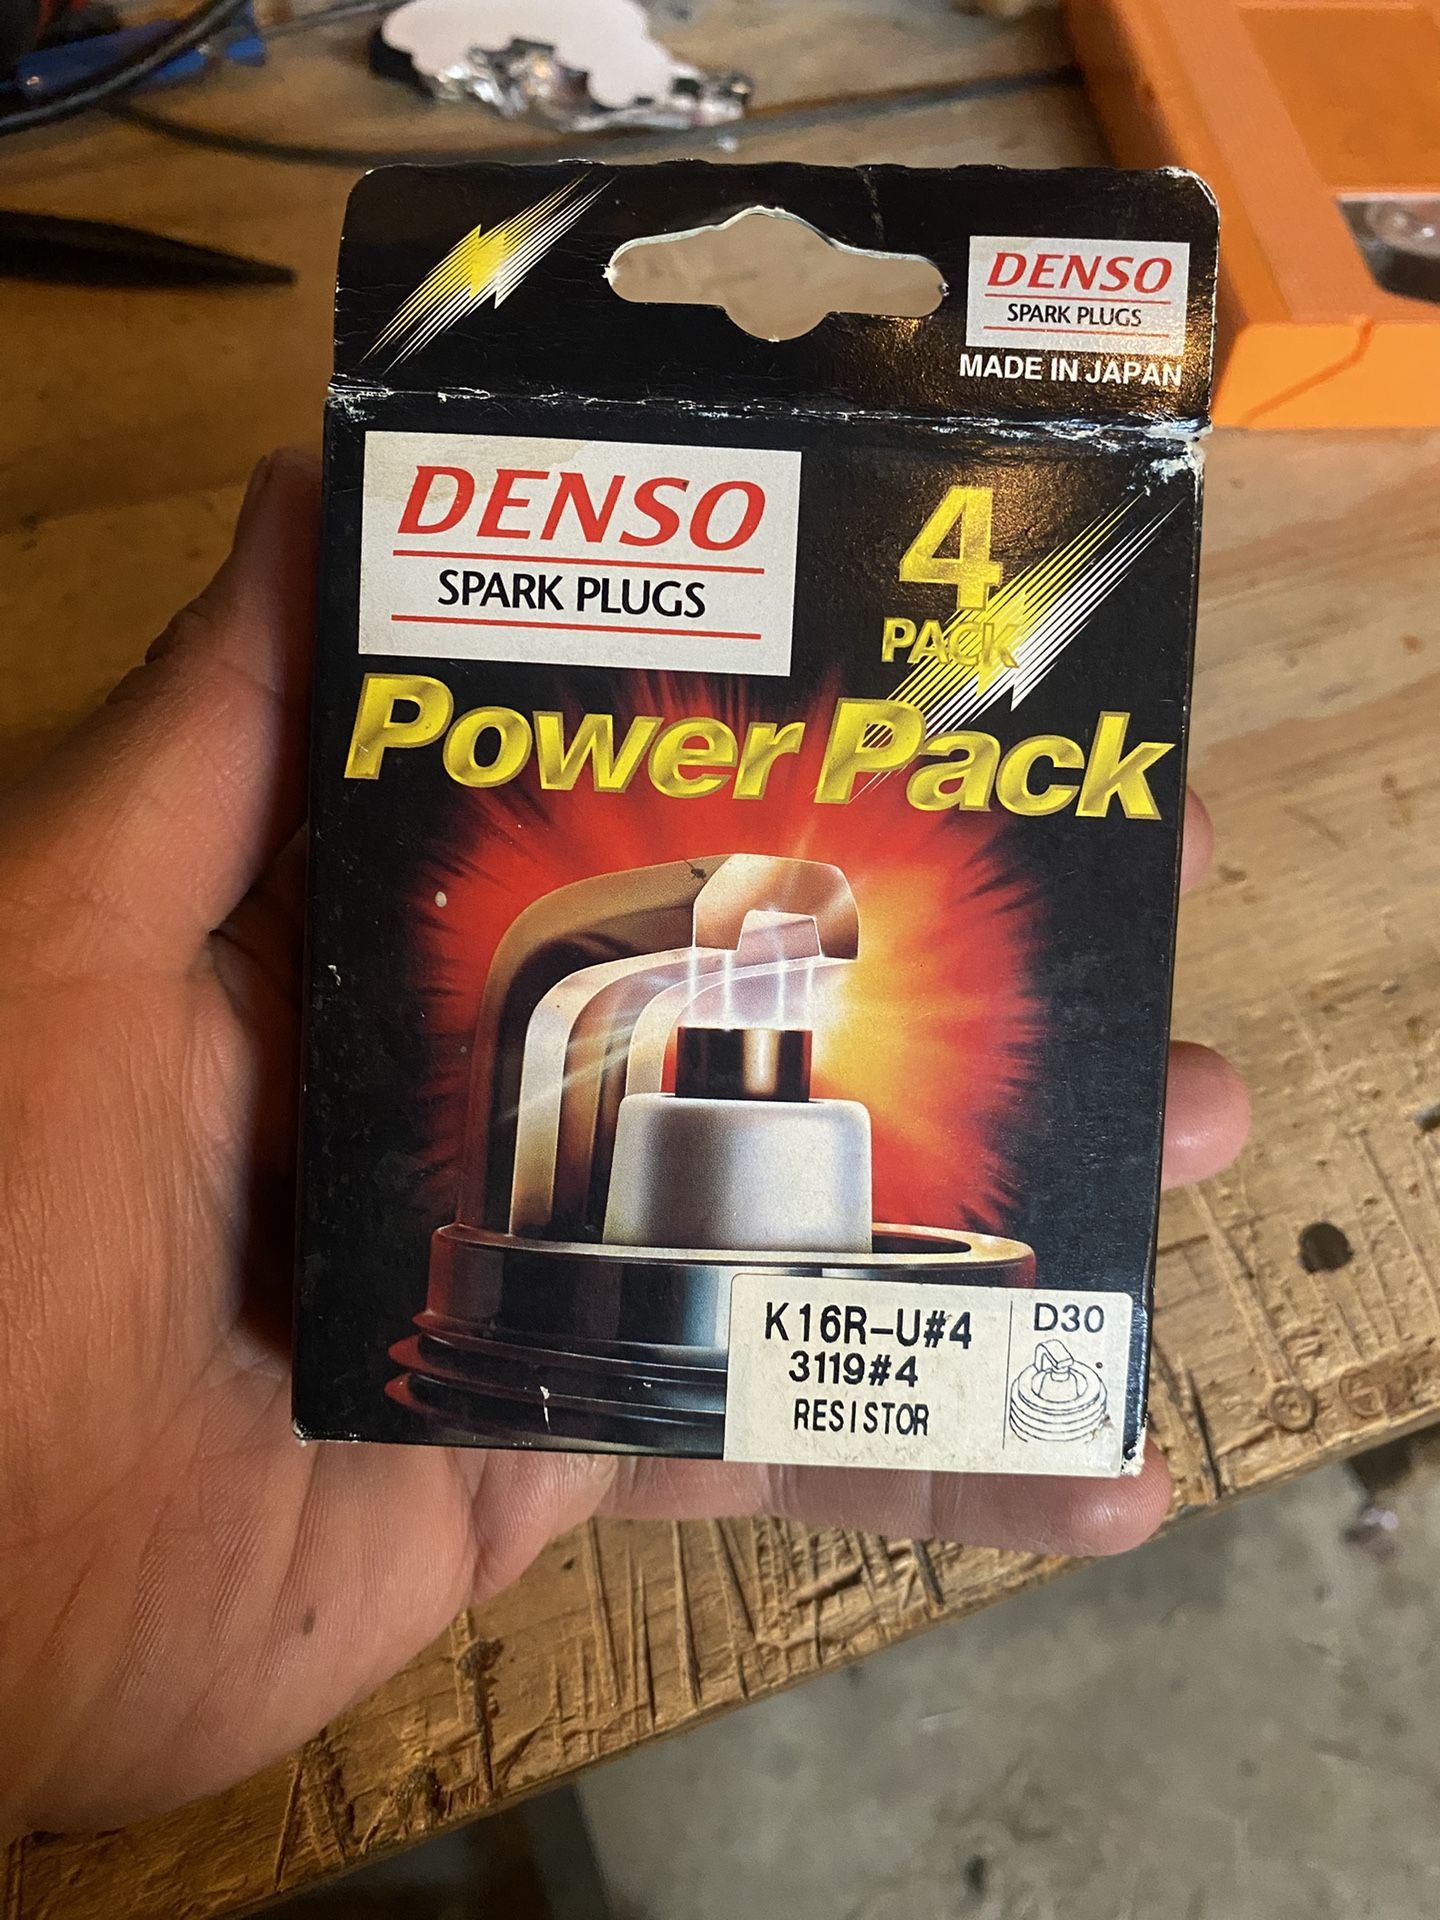 DENSO
SPARK PLUGS
MADE IN JAPAN
DENSO
SPARK PLUGS
4
PACK
Power Pack
K16R-U#4
3119#4
RESISTOR
D30